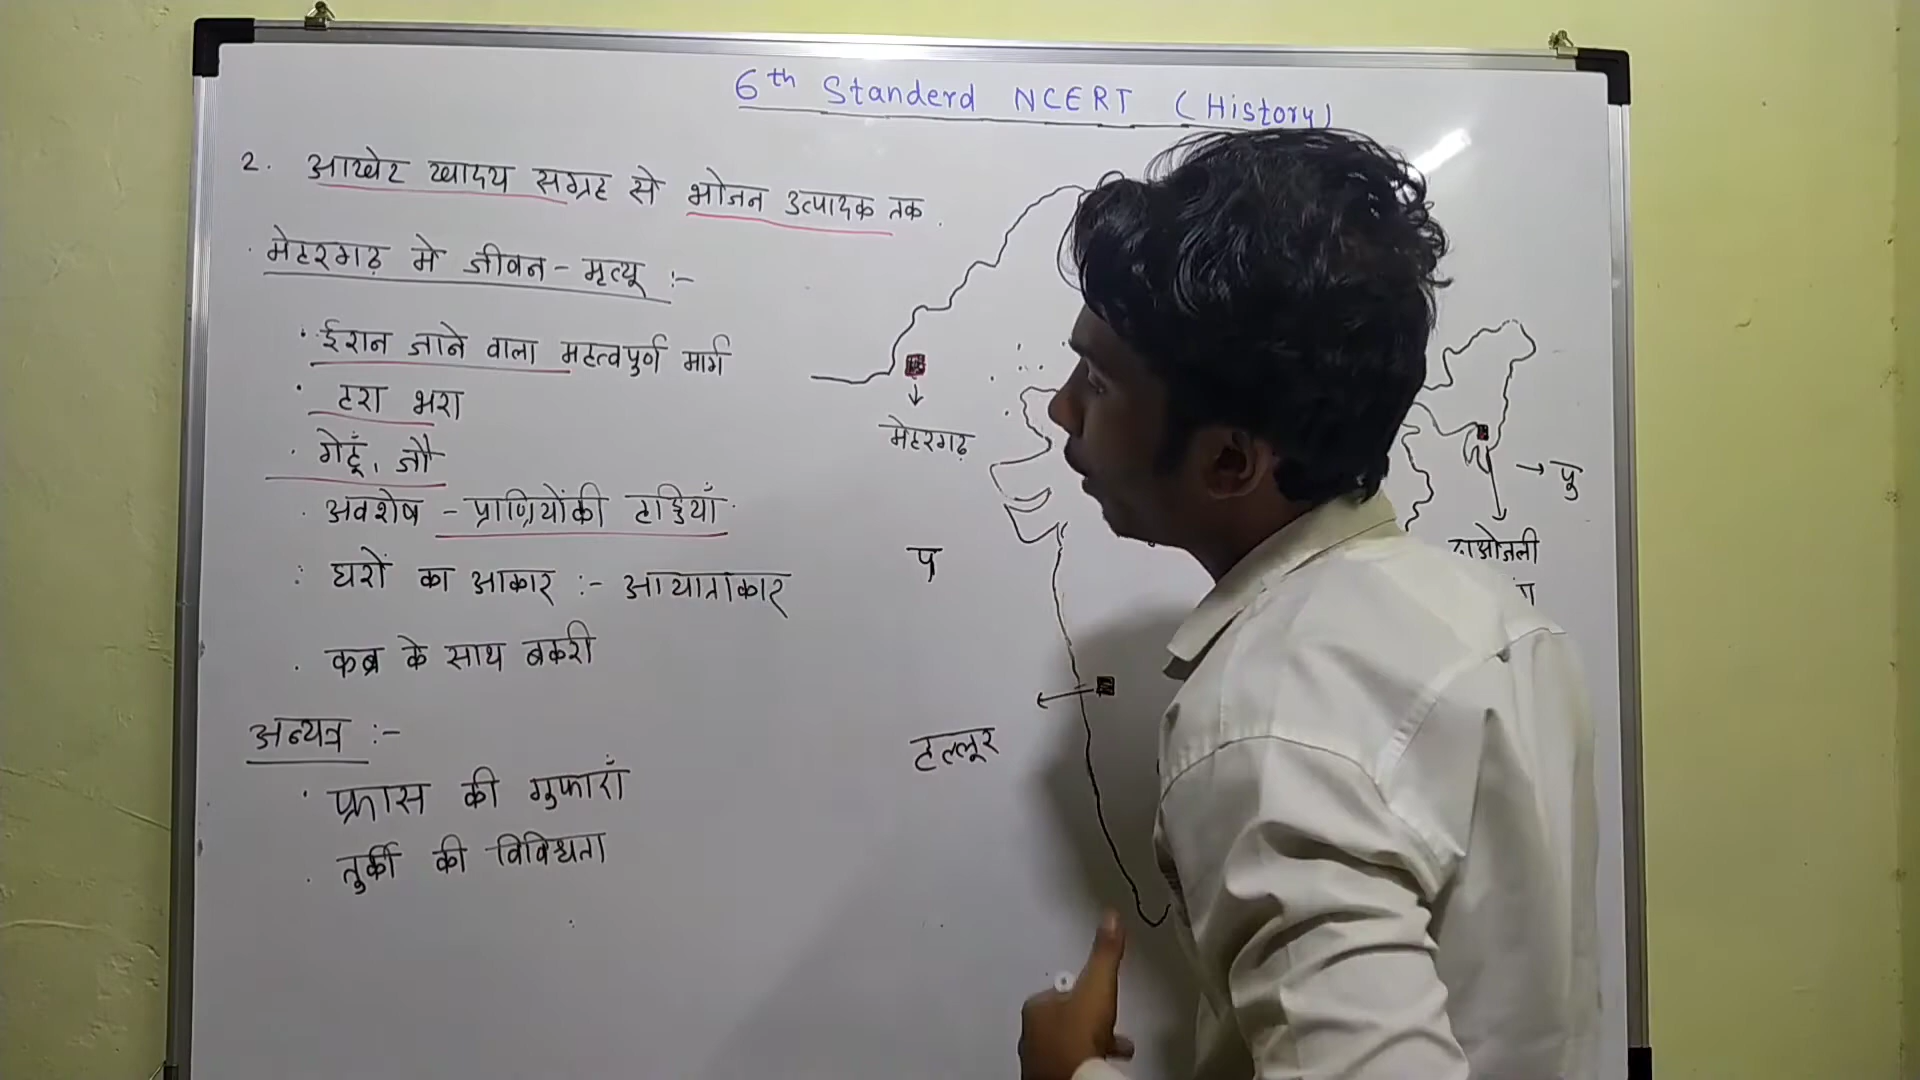 6th Standerd NCERT (History)
2. आखेट खादय सग्रह से भोजन उत्पादक तक.
मेहरगढ़ मे जीवन - मृत्यू :-
ईरान जाने वाला महत्वपुर्ण मार्ग
हरा भरा
गेहूँ, जौ
अवशेष - प्राणियोंकी हाड्डियाँ
घरों का आकार :- आयाताकार
कब्र के साथ बकरी
अन्यत्र :-
फ्रास की गुफाएाँ
तुर्की की विविधता
मेहरगढ़
प
हल्लूर
पू